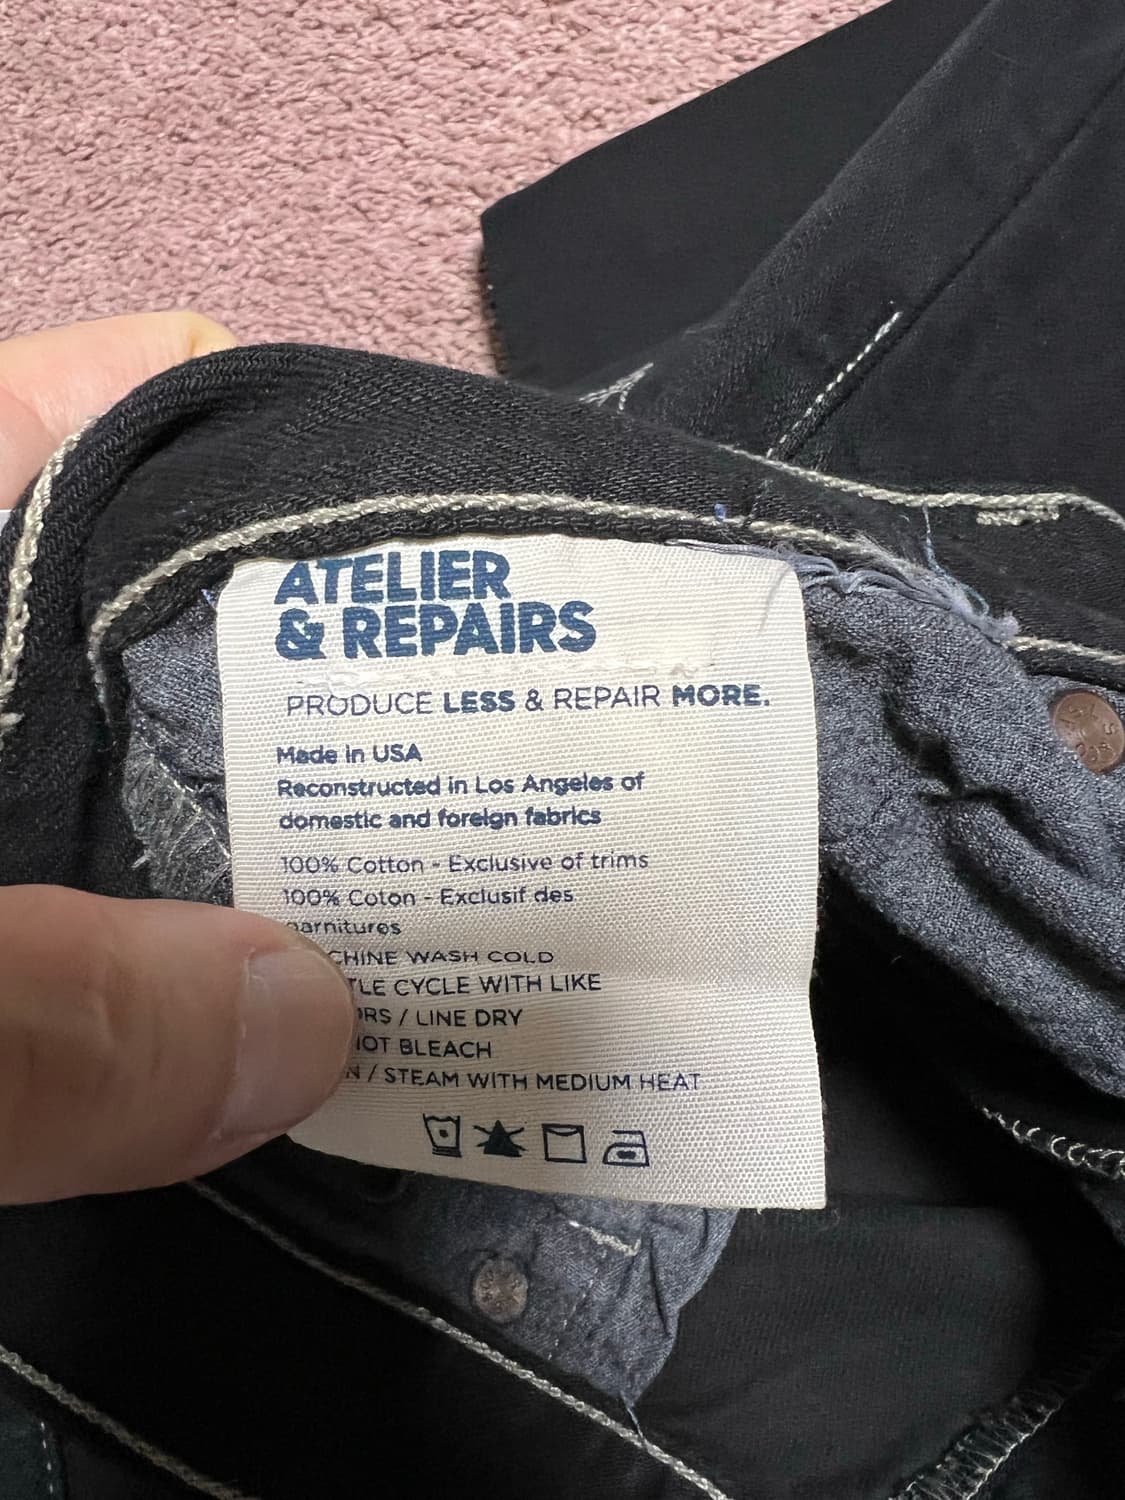 ATELIER
& REPAIRS
PRODUCE LESS & REPAIR MORE.
Made in USA
Reconstructed in Los Angeles of
domestic and foreign fabrics
100% Cotton - Exclusive of trims
100% Coton - Exclusif des
garnitures
CHINE WASH COLD
TLE CYCLE WITH LIKE
ORS / LINE DRY
NOT BLEACH
N / STEAM WITH MEDIUM HEAT